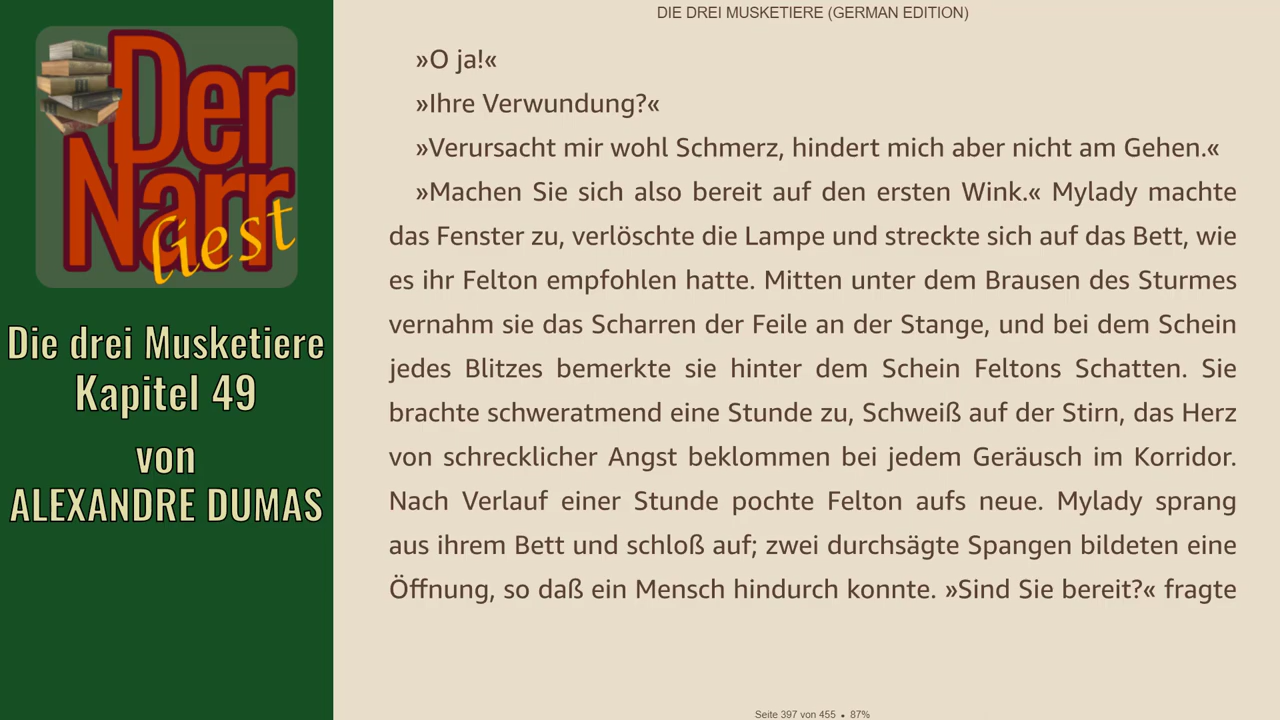 Der
Narr
liest
Die drei Musketiere
Kapitel 49
von
ALEXANDRE DUMAS
DIE DREI MUSKETIERE (GERMAN EDITION)
»O ja!«
»Ihre Verwundung?«
»Verursacht mir wohl Schmerz, hindert mich aber nicht am Gehen.«
»Machen Sie sich also bereit auf den ersten Wink.« Mylady machte
das Fenster zu, verlöschte die Lampe und streckte sich auf das Bett, wie
es ihr Felton empfohlen hatte. Mitten unter dem Brausen des Sturmes
vernahm sie das Scharren der Feile an der Stange, und bei dem Schein
jedes Blitzes bemerkte sie hinter dem Schein Feltons Schatten. Sie
brachte schweratmend eine Stunde zu, Schweiß auf der Stirn, das Herz
von schrecklicher Angst beklommen bei jedem Geräusch im Korridor.
Nach Verlauf einer Stunde pochte Felton aufs neue. Mylady sprang
aus ihrem Bett und schloß auf; zwei durchsägte Spangen bildeten eine
Öffnung, so daß ein Mensch hindurch konnte. »Sind Sie bereit?« fragte
Seite 397 von 455 • 87%